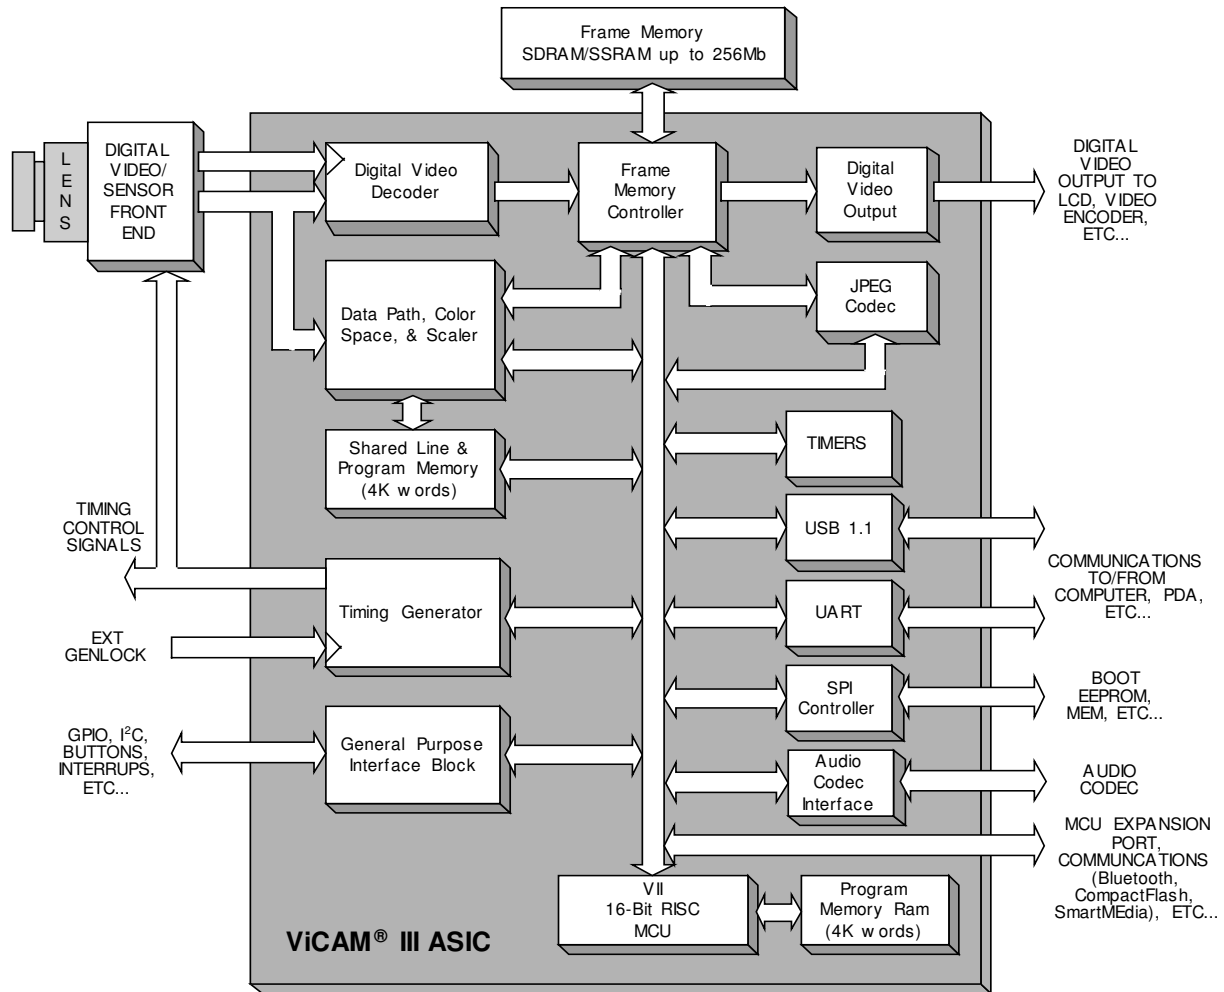 Frame Memory
SDRAM/SSRAM up to 256Mb
L
E
N
S
DIGITAL
VIDEO/
SENSOR
FRONT
END
Digital Video
Decoder
Frame
Memory
Controller
Digital
Video
Output
DIGITAL
VIDEO
OUTPUT TO
LCD, VIDEO
ENCODER,
ETC...
Data Path, Color
Space, & Scaler
JPEG
Codec
Shared Line &
Program Memory
(4K words)
TIMERS
TIMING
CONTROL
SIGNALS
USB 1.1
COMMUNICATIONS
TO/FROM
COMPUTER, PDA,
ETC...
Timing Generator
UART
EXT
GENLOCK
SPI
Controller
BOOT
EEPROM,
MEM, ETC...
GPIO, I²C,
BUTTONS,
INTERRUPS,
ETC...
General Purpose
Interface Block
Audio
Codec
Interface
AUDIO
CODEC
MCU EXPANSION
PORT,
COMMUNCATIONS
(Bluetooth,
CompactFlash,
SmartMEdia), ETC...
VII
16-Bit RISC
MCU
Program
Memory Ram
(4K words)
ViCAM® III ASIC